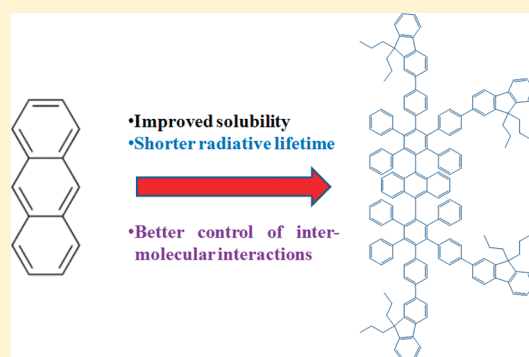 •Improved solubility
•Shorter radiative lifetime
•Better control of inter-
molecular interactions